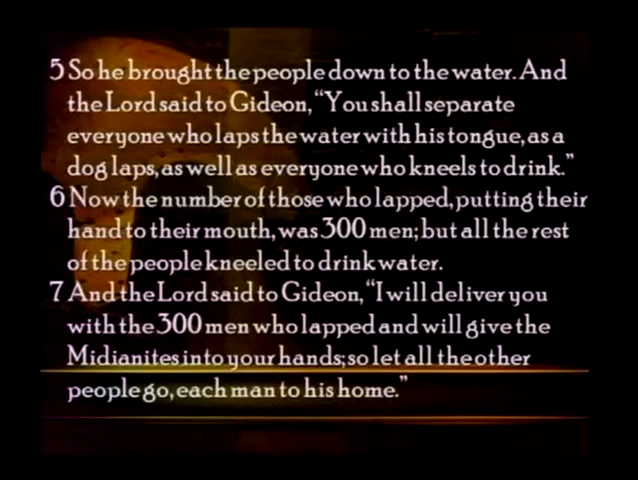 5 So he brought the people down to the water. And
the Lord said to Gideon, “You shall separate
everyone who laps the water with his tongue, as a
dog laps, as well as everyone who kneels to drink.”
6 Now the number of those who lapped, putting their
hand to their mouth, was 300 men; but all the rest
of the people kneeled to drink water.
7 And the Lord said to Gideon, “I will deliver you
with the 300 men who lapped and will give the
Midianites into your hands; so let all the other
people go, each man to his home.”